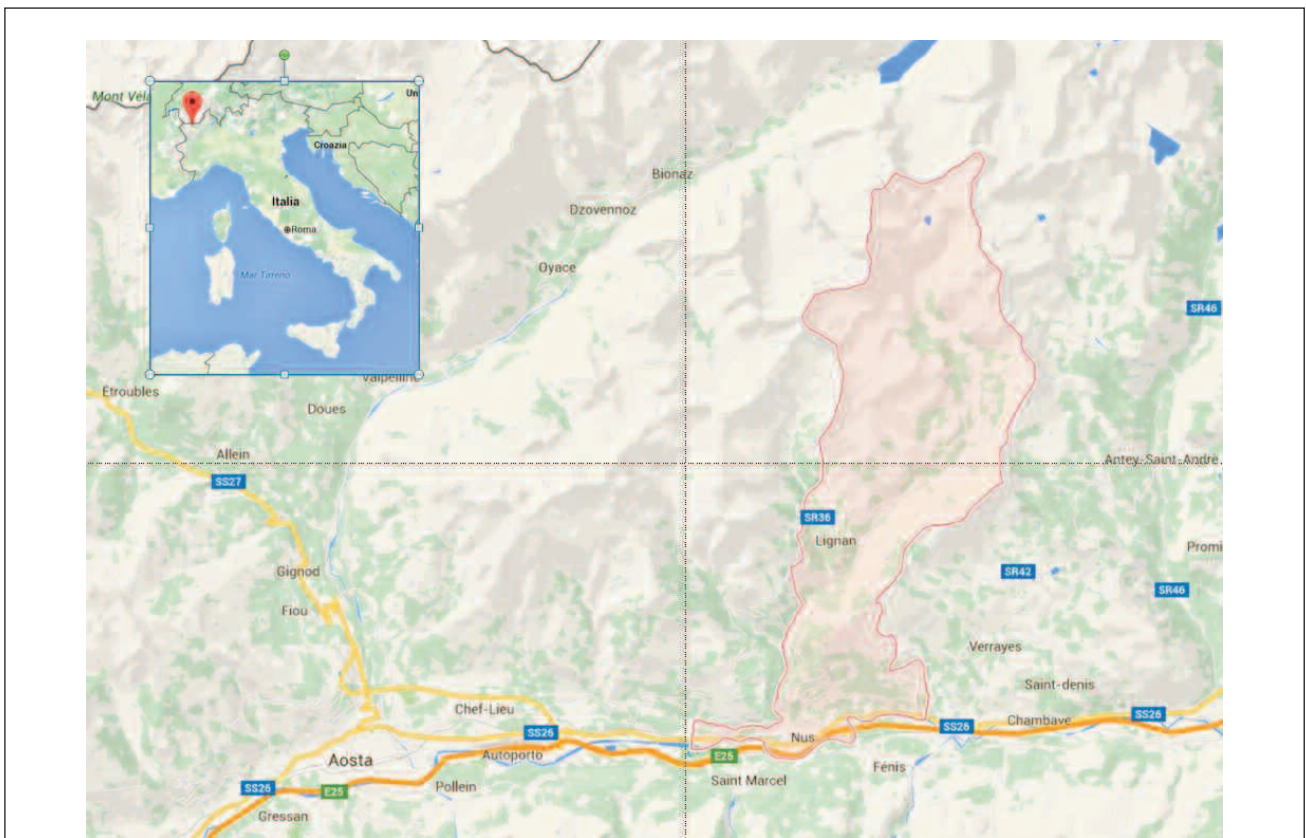 Mont Véla
Un
Croazia
Italia
Roma
Mar Tirreno
Bionaz
Dzovennoz
Oyace
SR46
Valpelline
Etroubles
Doues
Allein
Antey-Saint-Andre
SS27
SR36
Lignan
Promi
Gignod
SR42
SR46
Fiou
Verrayes
Saint-denis
Chef-Lieu
SS26
Chambave
SS26
SS26
Nus
Aosta
Autoporto
E25
Fénis
Saint Marcel
SS26
E25
Pollein
Gressan